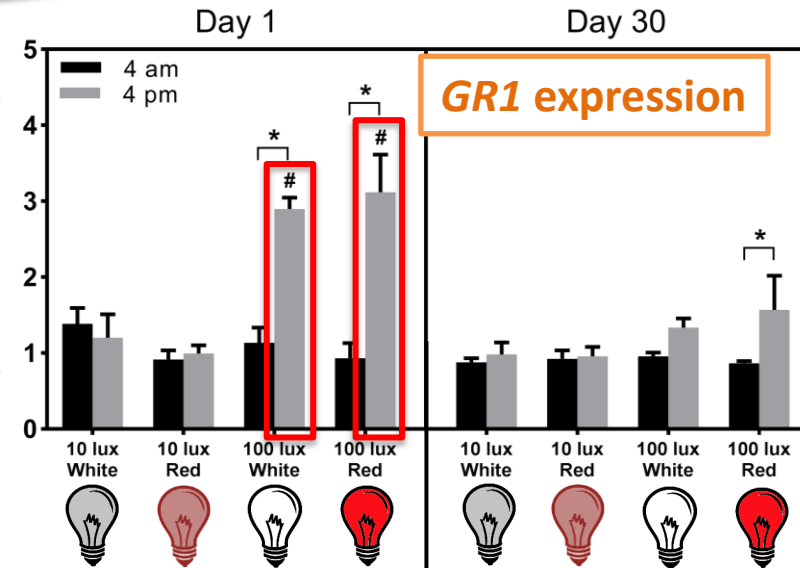 Day 1
Day 30
5
4
3
2
1
0
4 am
4 pm
GR1 expression
*
#
*
#
*
10 lux White
10 lux Red
100 lux White
100 lux Red
10 lux White
10 lux Red
100 lux White
100 lux Red